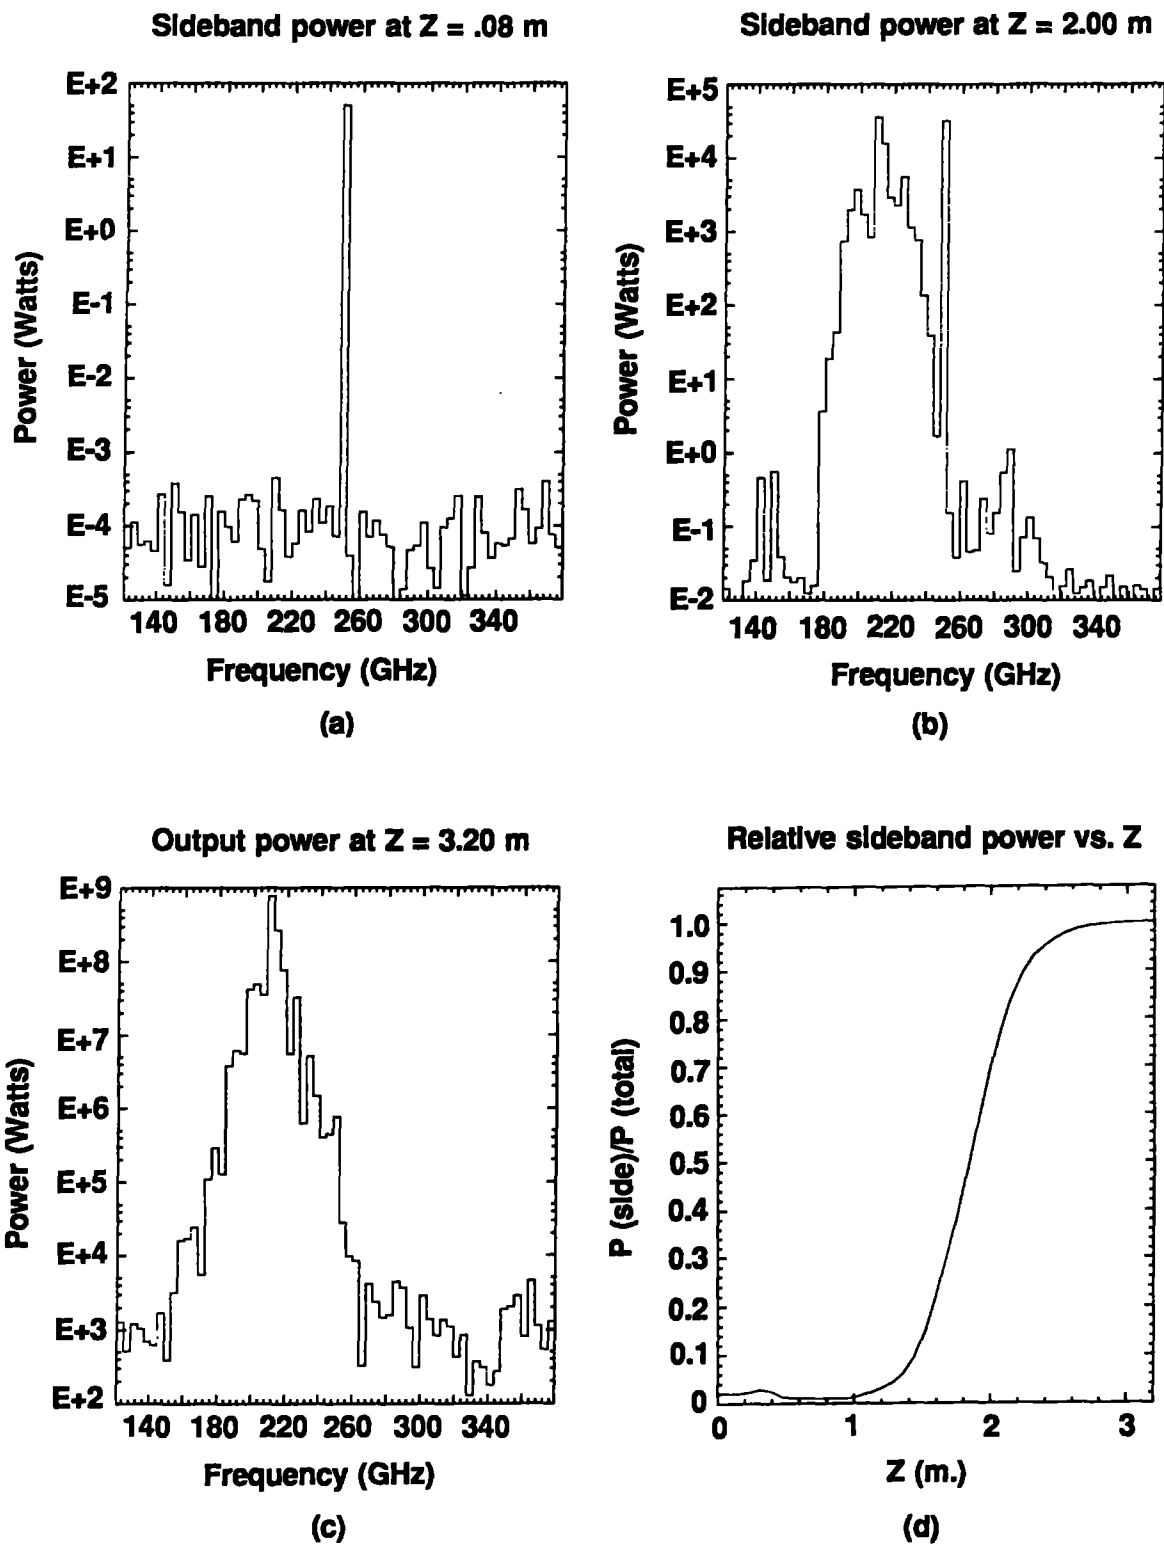 Sideband power at Z = .08 m
E+2
E+1
E+0
E-1
E-2
E-3
E-4
E-5
Power (Watts)
140 180 220 260 300 340
Frequency (GHz)
(a)
Sideband power at Z = 2.00 m
E+5
E+4
E+3
E+2
E+1
E+0
E-1
E-2
Power (Watts)
140 180 220 260 300 340
Frequency (GHz)
(b)
Output power at Z = 3.20 m
E+9
E+8
E+7
E+6
E+5
E+4
E+3
E+2
Power (Watts)
140 180 220 260 300 340
Frequency (GHz)
(c)
Relative sideband power vs. Z
1.0
0.9
0.8
0.7
0.6
0.5
0.4
0.3
0.2
0.1
0
P (side)/P (total)
0 1 2 3
Z (m.)
(d)